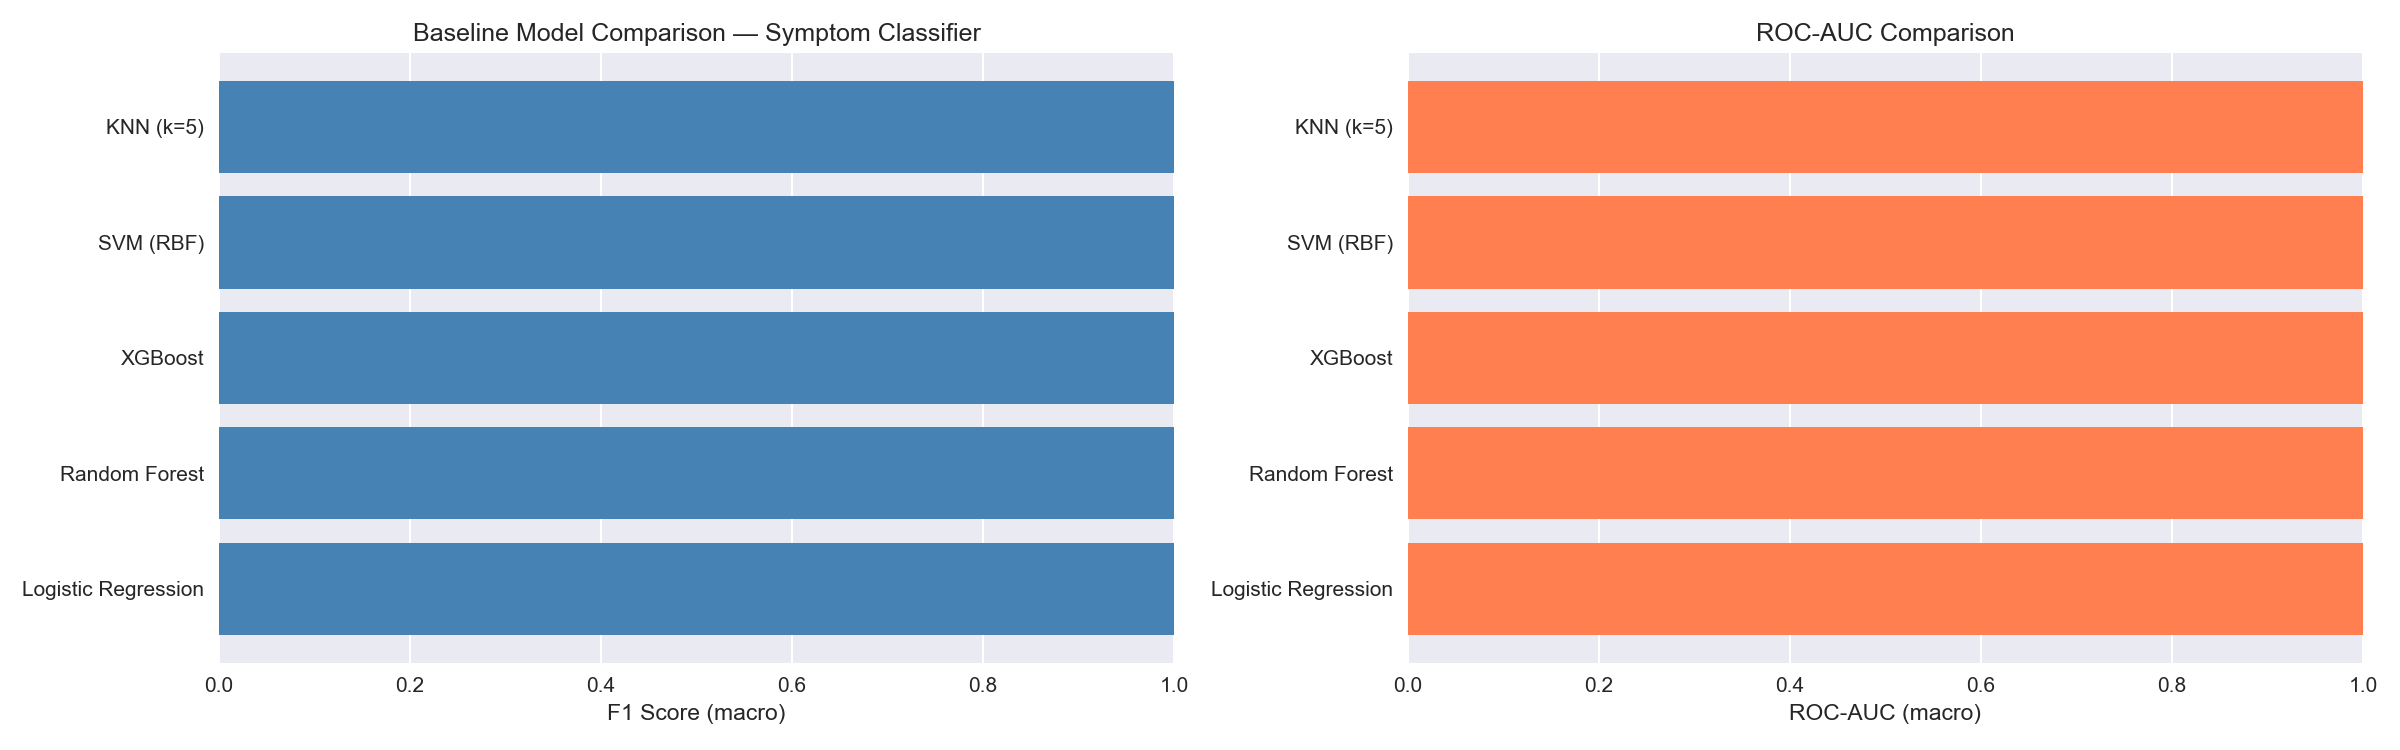 Baseline Model Comparison — Symptom Classifier
KNN (k=5)
SVM (RBF)
XGBoost
Random Forest
Logistic Regression
0.0 0.2 0.4 0.6 0.8 1.0
F1 Score (macro)
ROC-AUC Comparison
KNN (k=5)
SVM (RBF)
XGBoost
Random Forest
Logistic Regression
0.0 0.2 0.4 0.6 0.8 1.0
ROC-AUC (macro)